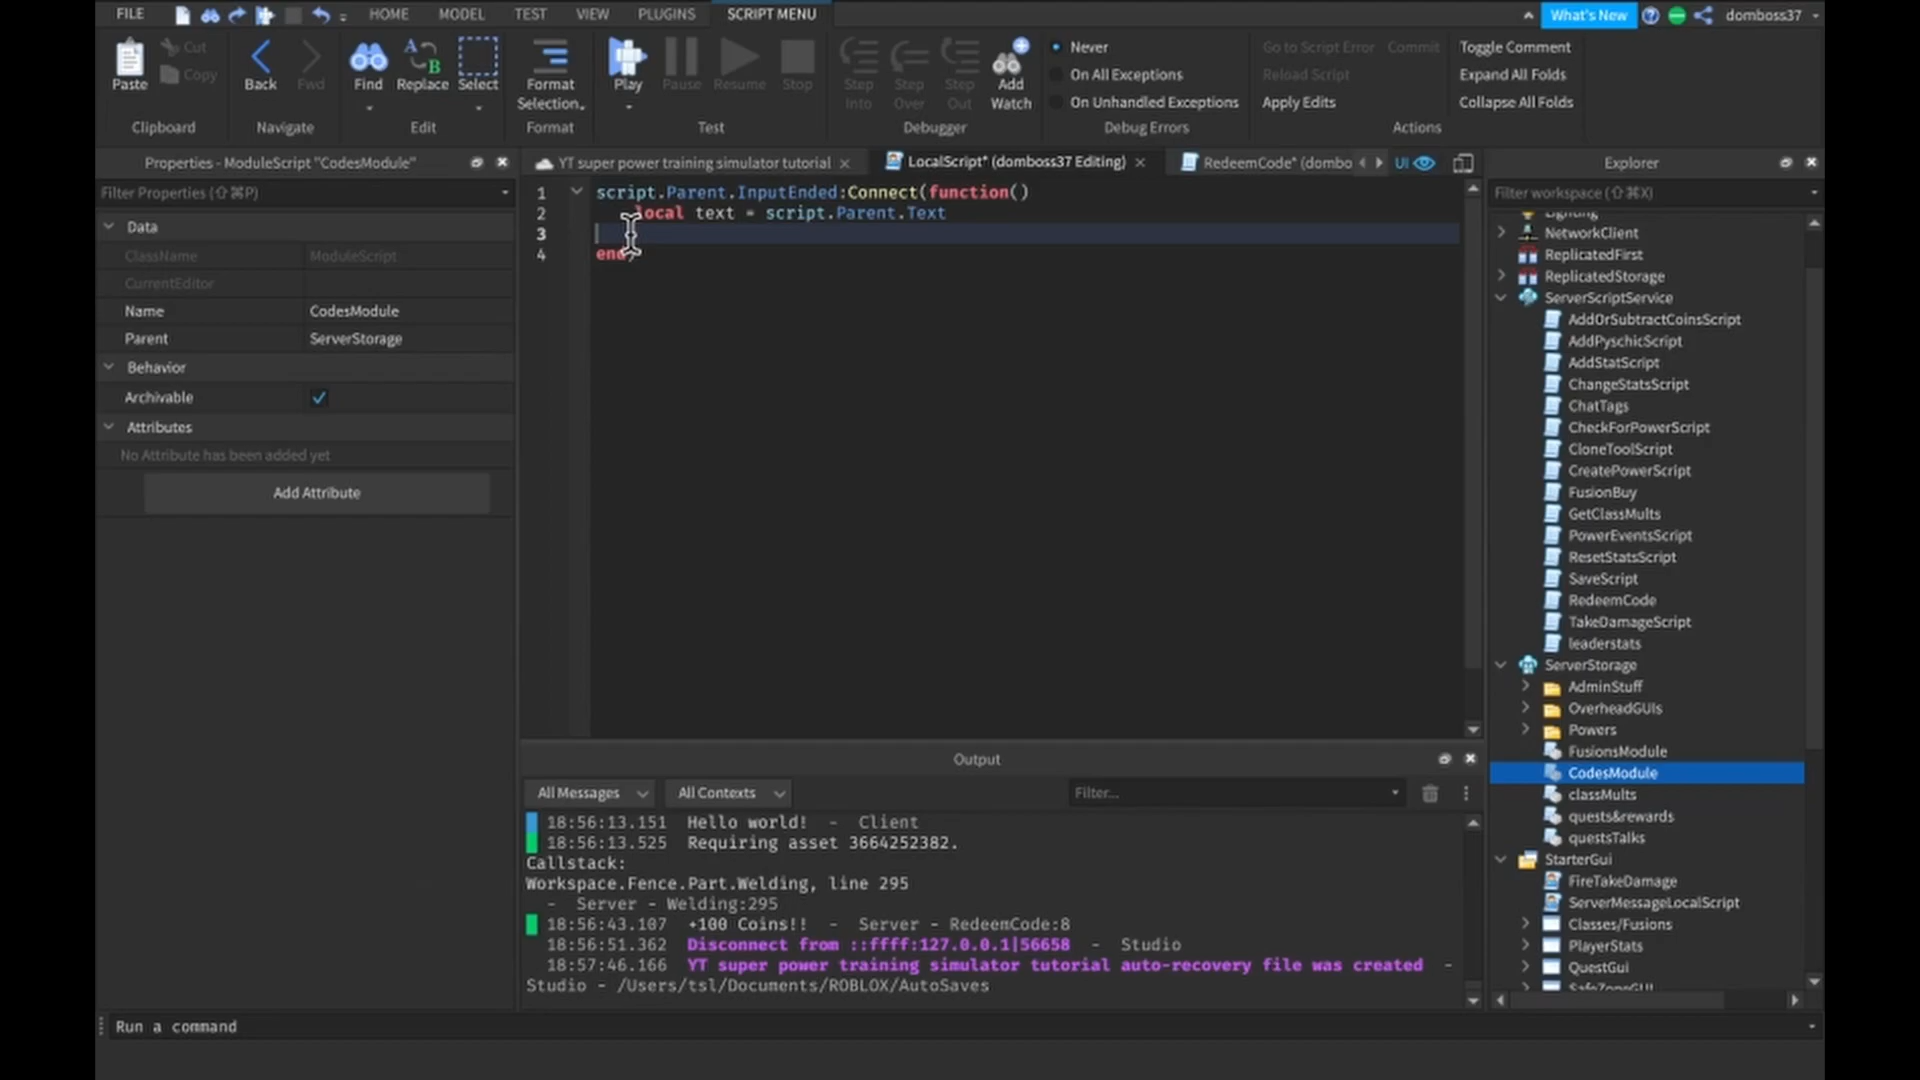 FILE HOME MODEL TEST VIEW PLUGINS SCRIPT MENU What's New domboss37
Paste Cut Copy Back Fwd Find Replace Select Format Selection... Play Pause Resume Stop Step Into Step Over Step Out Add Watch
Never
On All Exceptions
On Unhandled Exceptions
Go to Script Error Commit
Reload Script
Apply Edits
Toggle Comment
Expand All Folds
Collapse All Folds
Clipboard Navigate Edit Format Test Debugger Debug Errors Actions
Properties - ModuleScript "CodesModule"
Filter Properties (⇧⌘P)
Data
ClassName ModuleScript
CurrentEditor
Name CodesModule
Parent ServerStorage
Behavior
Archivable
Attributes
No Attribute has been added yet
Add Attribute
YT super power training simulator tutorial LocalScript* (domboss37 Editing) RedeemCode* (dombo UI
1 script.Parent.InputEnded:Connect(function()
2 local text = script.Parent.Text
3
4 end)
Output
All Messages All Contexts Filter...
18:56:13.151 Hello world! - Client
18:56:13.525 Requiring asset 3664252382.
Callstack:
Workspace.Fence.Part.Welding, line 295
- Server - Welding:295
18:56:43.107 +100 Coins!! - Server - RedeemCode:8
18:56:51.362 Disconnect from ::ffff:127.0.0.1|56658 - Studio
18:57:46.166 YT super power training simulator tutorial auto-recovery file was created -
Studio - /Users/tsl/Documents/ROBLOX/AutoSaves
Explorer
Filter workspace (⇧⌘X)
Lighting
NetworkClient
ReplicatedFirst
ReplicatedStorage
ServerScriptService
AddOrSubtractCoinsScript
AddPyschicScript
AddStatScript
ChangeStatsScript
ChatTags
CheckForPowerScript
CloneToolScript
CreatePowerScript
FusionBuy
GetClassMults
PowerEventsScript
ResetStatsScript
SaveScript
RedeemCode
TakeDamageScript
leaderstats
ServerStorage
AdminStuff
OverheadGUIs
Powers
FusionsModule
CodesModule
classMults
quests&rewards
questsTalks
StarterGui
FireTakeDamage
ServerMessageLocalScript
Classes/Fusions
PlayerStats
QuestGui
SafeZoneGUI
Run a command